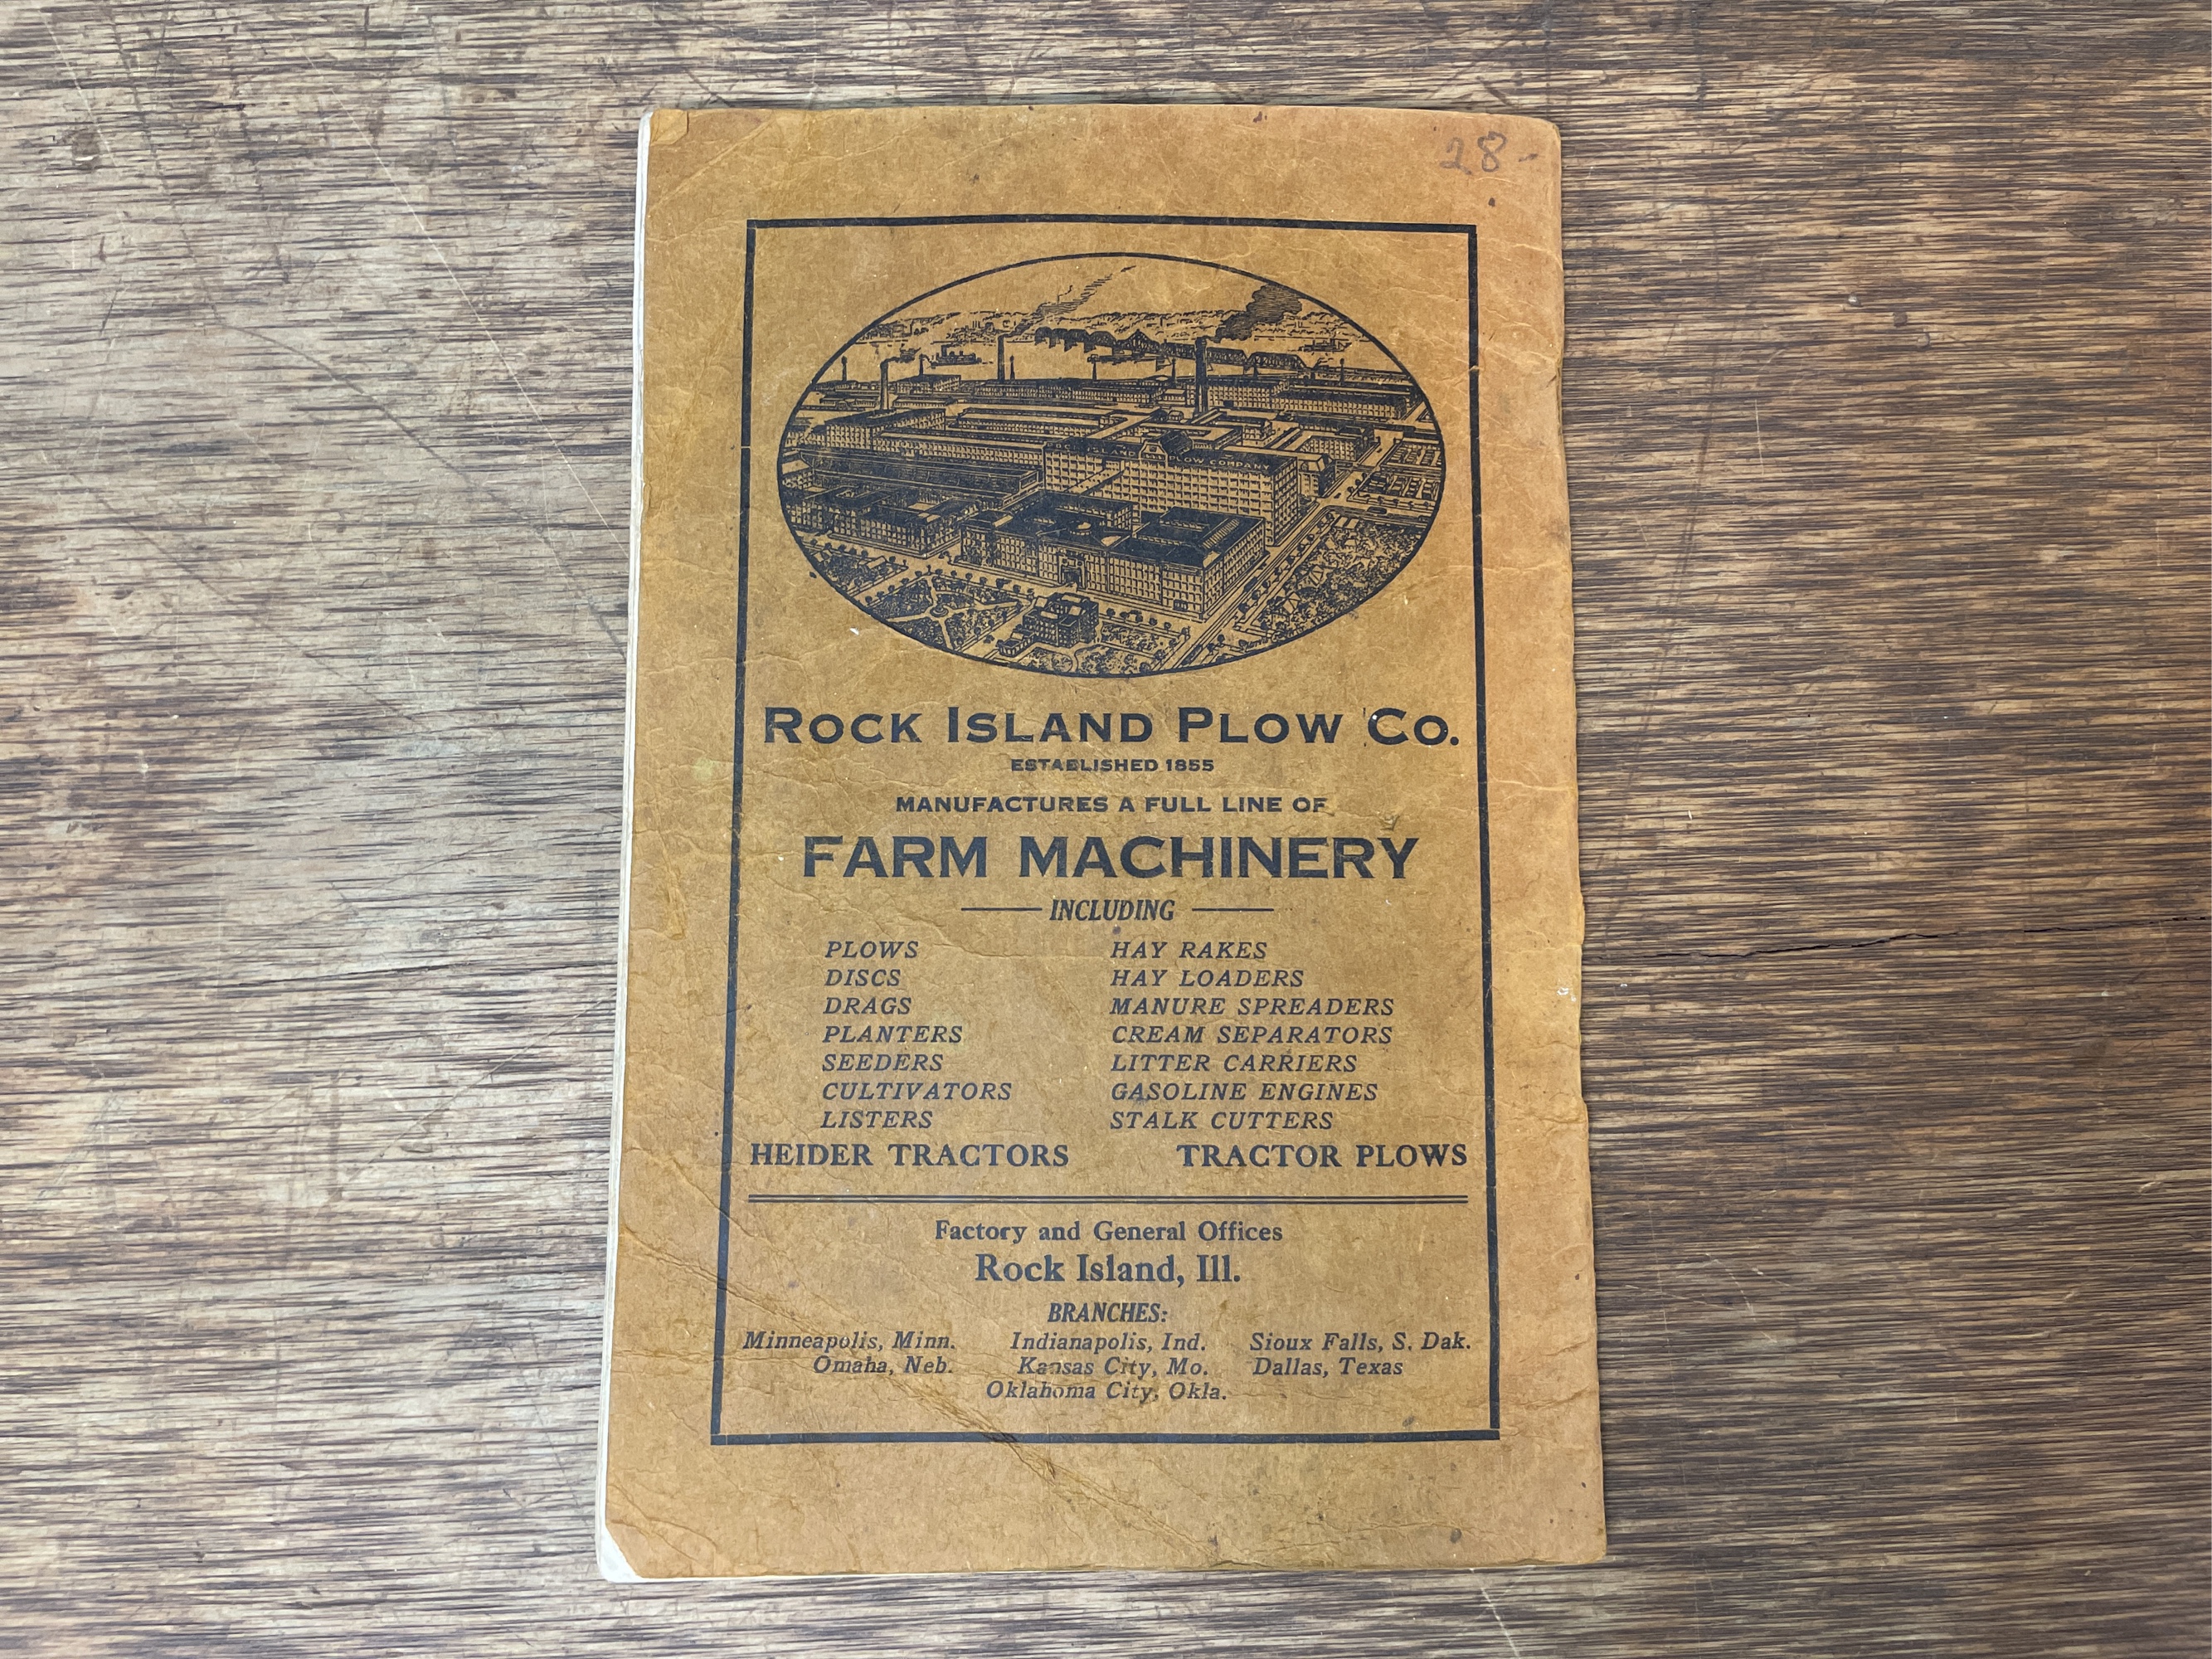 28-
ISLAND PLOW COMPANY
ROCK ISLAND PLOW CO.
ESTABLISHED 1855
MANUFACTURES A FULL LINE OF
FARM MACHINERY
INCLUDING
PLOWS
DISCS
DRAGS
PLANTERS
SEEDERS
CULTIVATORS
LISTERS
HAY RAKES
HAY LOADERS
MANURE SPREADERS
CREAM SEPARATORS
LITTER CARRIERS
GASOLINE ENGINES
STALK CUTTERS
HEIDER TRACTORS TRACTOR PLOWS
Factory and General Offices
Rock Island, Ill.
BRANCHES:
Minneapolis, Minn. Indianapolis, Ind. Sioux Falls, S. Dak.
Omaha, Neb. Kansas City, Mo. Dallas, Texas
Oklahoma City, Okla.